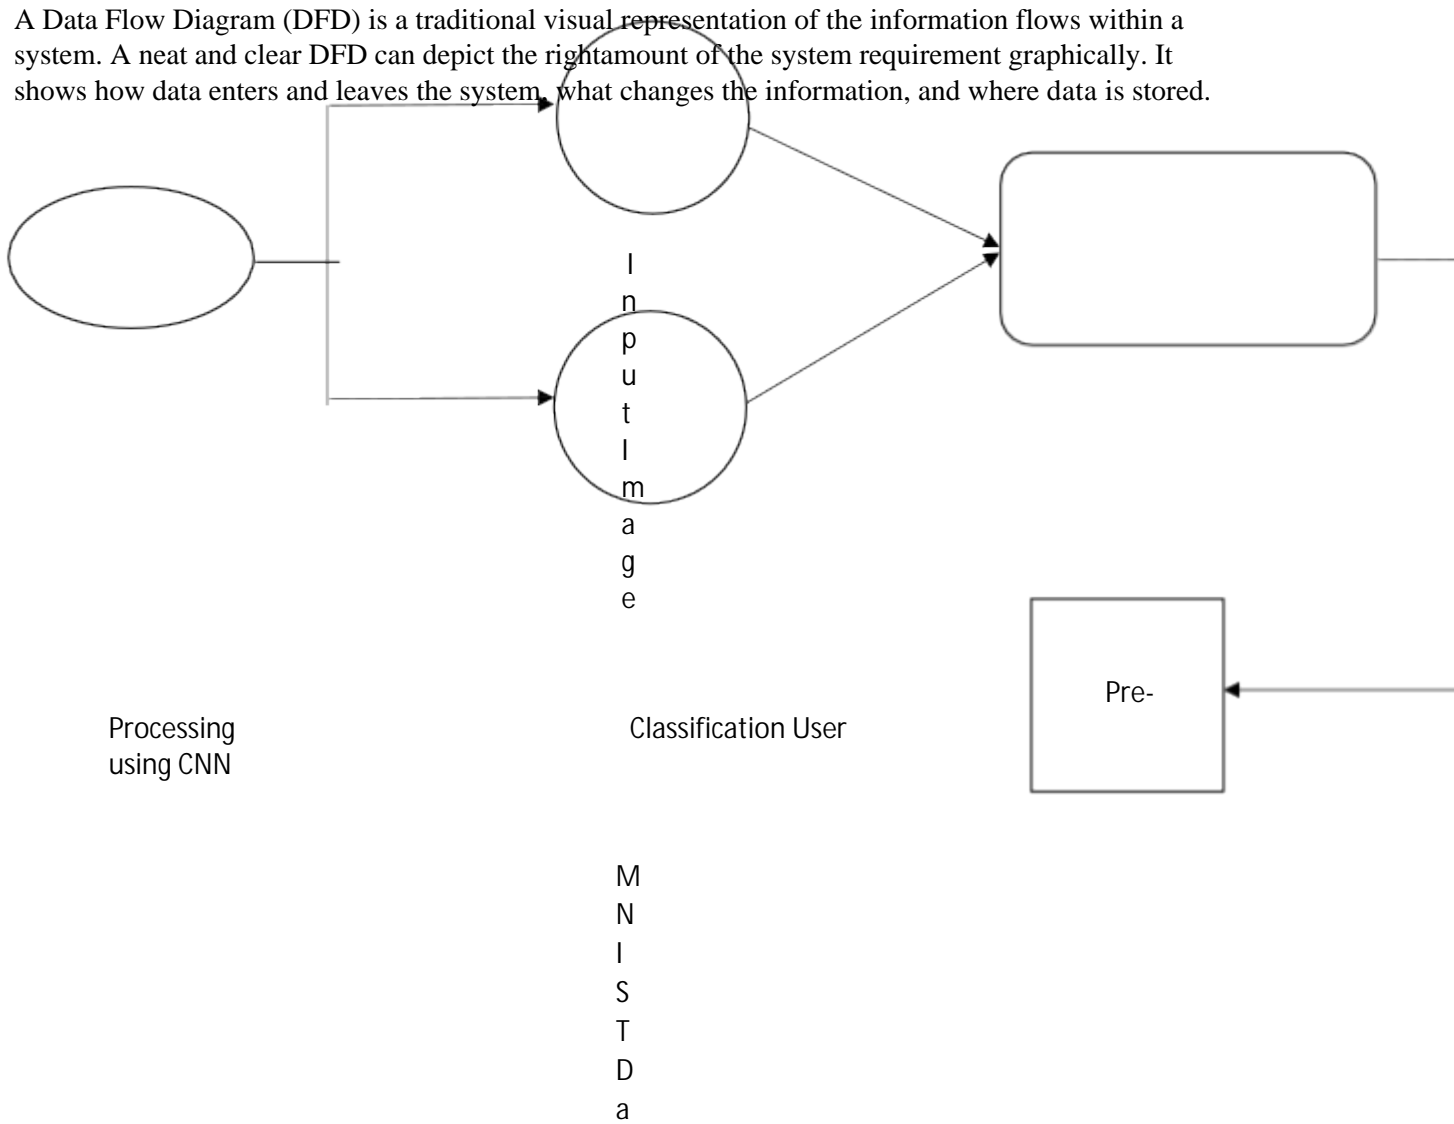 A Data Flow Diagram (DFD) is a traditional visual representation of the information flows within a
system. A neat and clear DFD can depict the rightamount of the system requirement graphically. It
shows how data enters and leaves the system, what changes the information, and where data is stored.
I
n
p
u
t
I
m
a
g
e
Pre-
Processing
using CNN
Classification User
M
N
I
S
T
D
a